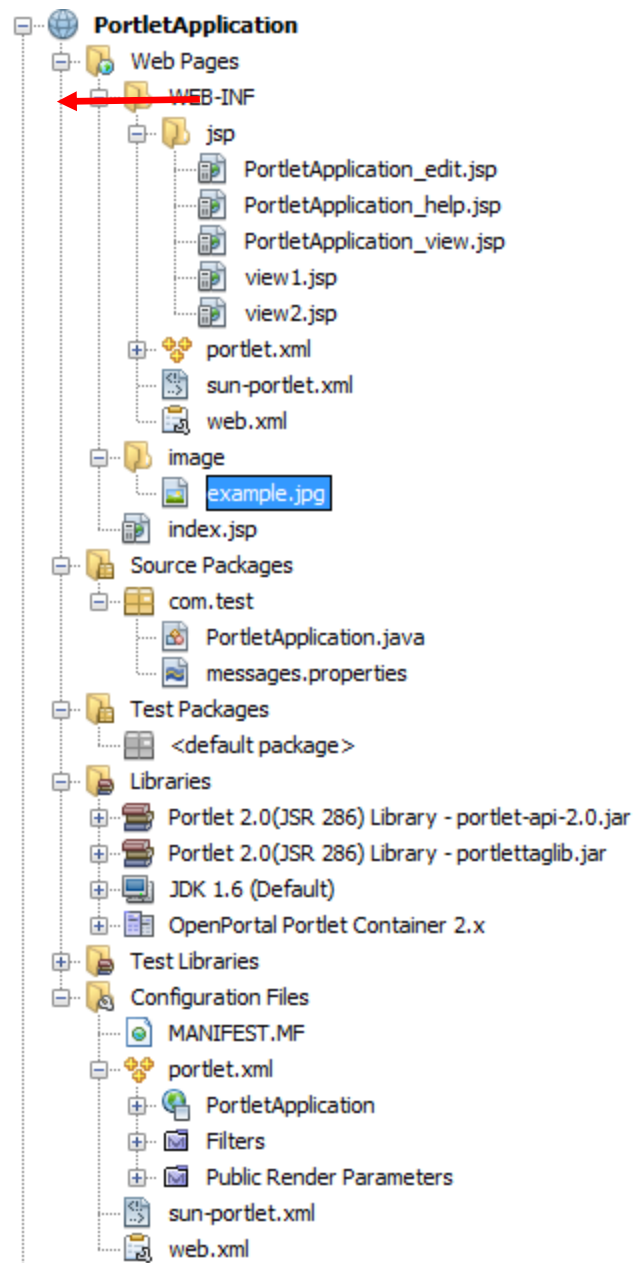 PortletApplication
Web Pages
WEB-INF
jsp
PortletApplication_edit.jsp
PortletApplication_help.jsp
PortletApplication_view.jsp
view1.jsp
view2.jsp
portlet.xml
sun-portlet.xml
web.xml
image
example.jpg
index.jsp
Source Packages
com.test
PortletApplication.java
messages.properties
Test Packages
<default package>
Libraries
Portlet 2.0(JSR 286) Library - portlet-api-2.0.jar
Portlet 2.0(JSR 286) Library - portlettaglib.jar
JDK 1.6 (Default)
OpenPortal Portlet Container 2.x
Test Libraries
Configuration Files
MANIFEST.MF
portlet.xml
PortletApplication
Filters
Public Render Parameters
sun-portlet.xml
web.xml